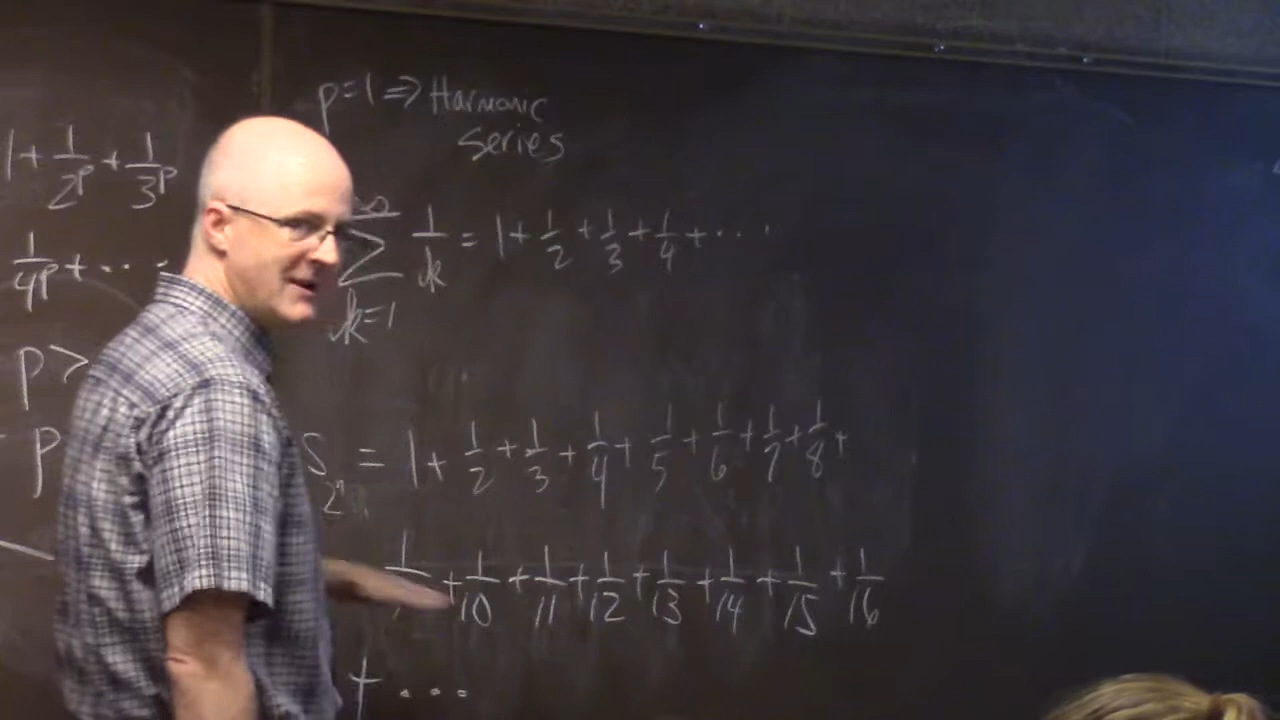 1 + 1/2^p + 1/3^p
1/4^p + ...
p >
p
p = 1 ⇒ Harmonic
Series
∞ ∑ k=1 1/k = 1 + 1/2 + 1/3 + 1/4 + ....
S_2^n = 1 + 1/2 + 1/3 + 1/4 + 1/5 + 1/6 + 1/7 + 1/8 +
1/ + 1/10 + 1/11 + 1/12 + 1/13 + 1/14 + 1/15 + 1/16
+ ...